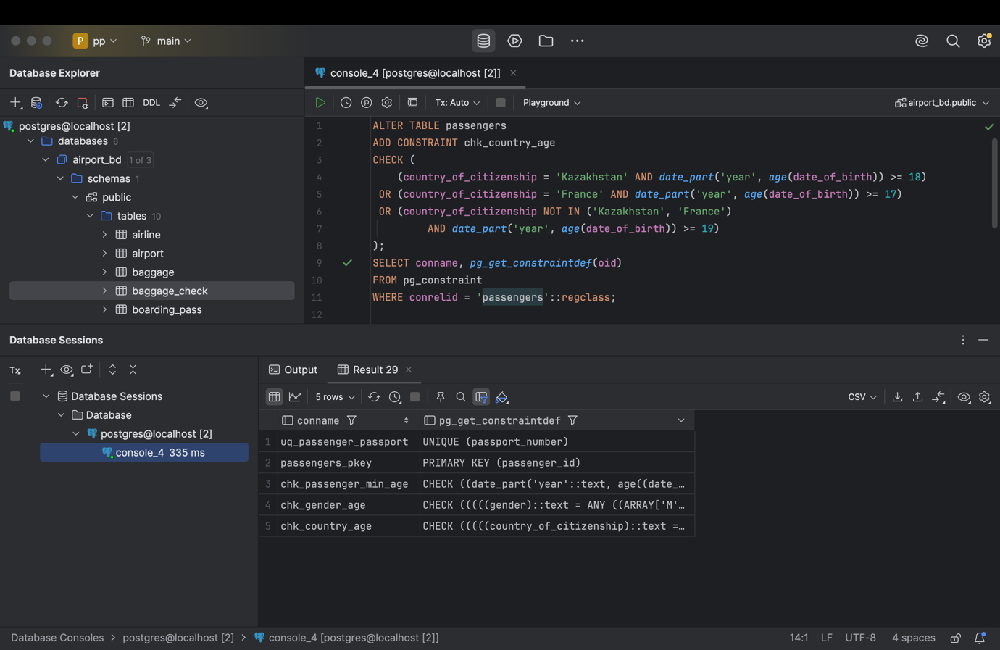 P pp main
Database Explorer
console_4 [postgres@localhost [2]]
DDL
Tx: Auto Playground airport_bd.public
postgres@localhost [2]
databases 6
airport_bd 1 of 3
schemas 1
public
tables 10
airline
airport
baggage
baggage_check
boarding_pass
1 ALTER TABLE passengers
2 ADD CONSTRAINT chk_country_age
3 CHECK (
4 (country_of_citizenship = 'Kazakhstan' AND date_part('year', age(date_of_birth)) >= 18)
5 OR (country_of_citizenship = 'France' AND date_part('year', age(date_of_birth)) >= 17)
6 OR (country_of_citizenship NOT IN ('Kazakhstan', 'France')
7 AND date_part('year', age(date_of_birth)) >= 19)
8 );
9 SELECT conname, pg_get_constraintdef(oid)
10 FROM pg_constraint
11 WHERE conrelid = 'passengers'::regclass;
12
Database Sessions
Tx
Database Sessions
Database
postgres@localhost [2]
console_4 335 ms
Output Result 29
5 rows CSV
conname pg_get_constraintdef
1 uq_passenger_passport UNIQUE (passport_number)
2 passengers_pkey PRIMARY KEY (passenger_id)
3 chk_passenger_min_age CHECK ((date_part('year'::text, age((date_…
4 chk_gender_age CHECK (((((gender)::text = ANY ((ARRAY['M'…
5 chk_country_age CHECK (((((country_of_citizenship)::text =…
Database Consoles > postgres@localhost [2] > console_4 [postgres@localhost [2]]
14:1 LF UTF-8 4 spaces